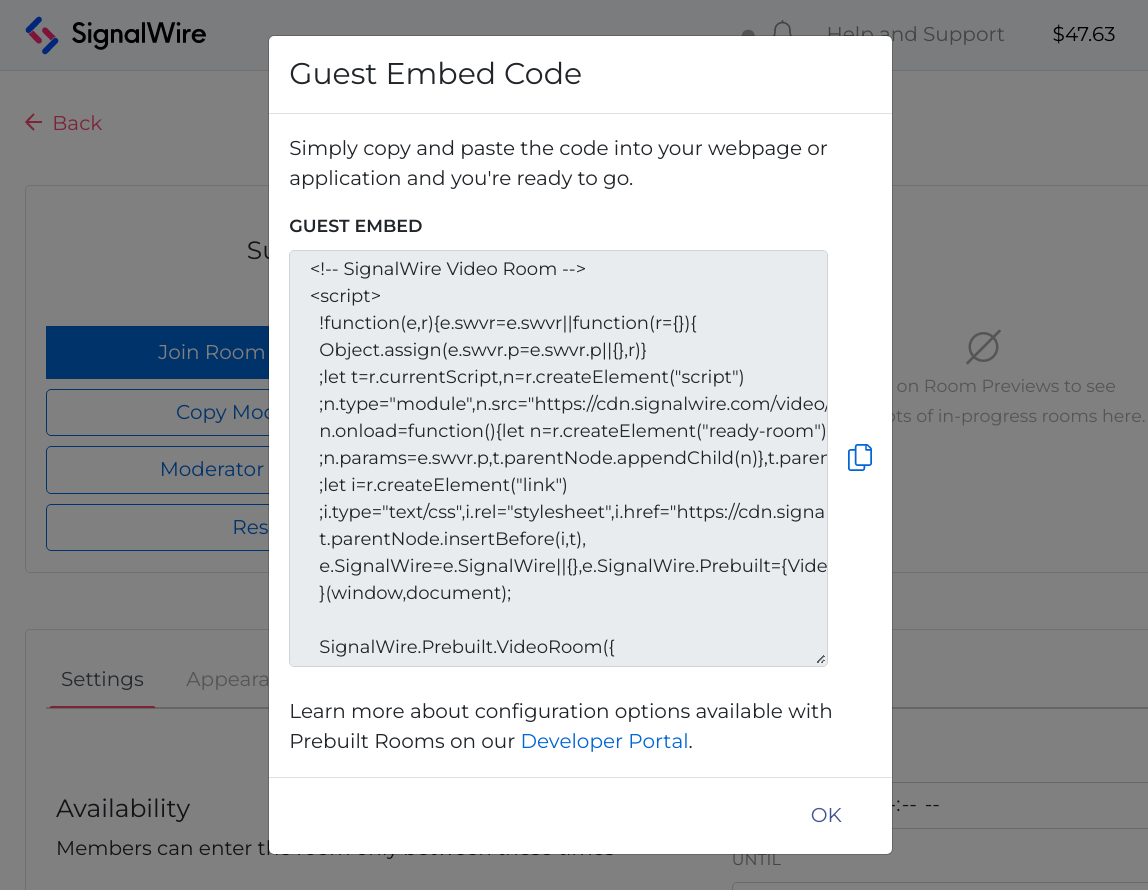 SignalWire
Help and Support
$47.63
Guest Embed Code
Back
Simply copy and paste the code into your webpage or
application and you're ready to go.
GUEST EMBED
<!-- SignalWire Video Room -->
<script>
!function(e,r){e.swvr=e.swvr||function(r={}){
Object.assign(e.swvr.p=e.swvr.p||{},r)}
;let t=r.currentScript,n=r.createElement("script")
;n.type="module",n.src="https://cdn.signalwire.com/video/
n.onload=function(){let n=r.createElement("ready-room")
;n.params=e.swvr.p,t.parentNode.appendChild(n)},t.paren
;let i=r.createElement("link")
;i.type="text/css",i.rel="stylesheet",i.href="https://cdn.signa
t.parentNode.insertBefore(i,t),
e.SignalWire=e.SignalWire||{},e.SignalWire.Prebuilt={Vide
}(window,document);
SignalWire.Prebuilt.VideoRoom({
Join Room
Copy Mod
Moderator
Res
on Room Previews to see
ots of in-progress rooms here.
Learn more about configuration options available with
Prebuilt Rooms on our Developer Portal.
OK
Settings
Appeara
Availability
Members can enter the room only between these times
-:-- --
UNTIL